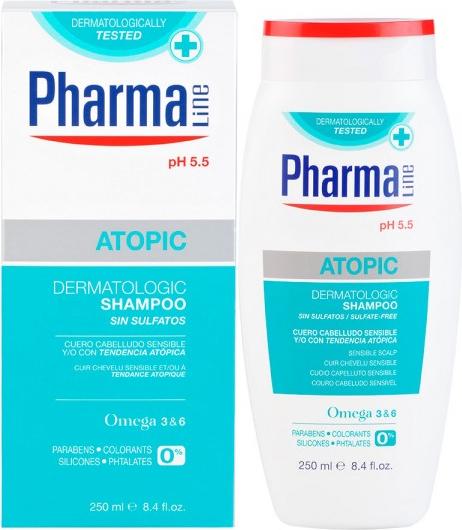 DERMATOLOGICALLY
TESTED
Pharma Line
pH 5.5
ATOPIC
DERMATOLOGIC
SHAMPOO
SIN SULFATOS
CUERO CABELLUDO SENSIBLE
Y/O CON TENDENCIA ATÓPICA
CUIR CHEVELU SENSIBLE ET/OU A
TENDANCE ATOPIQUE
Omega 3&6
PARABENS • COLORANTS
SILICONES • PHTALATES 0%
250 ml e 8.4 fl.oz.
DERMATOLOGICALLY
TESTED
Pharma Line
pH 5.5
ATOPIC
DERMATOLOGIC
SHAMPOO
SIN SULFATOS / SULFATE-FREE
CUERO CABELLUDO SENSIBLE
Y/O CON TENDENCIA ATÓPICA
SENSIBLE SCALP
CUIR CHEVELU SENSIBLE
CUOIO CAPELLUTO SENSIBLE
COURO CABELUDO SENSIVEL
Omega 3&6
PARABENS • COLORANTS
SILICONES • PHTALATES 0%
250 ml e 8.4 fl.oz.